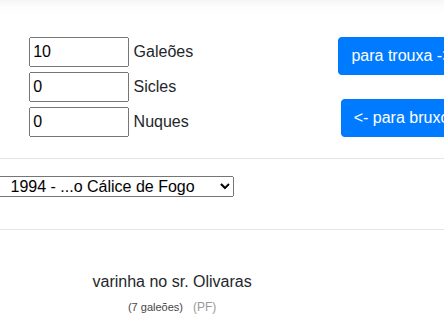 10 Galeões
para trouxa -
0 Sicles
0 Nuques
<- para bruxo
1994 - ...o Cálice de Fogo
varinha no sr. Olivaras
(7 galeões) (PF)